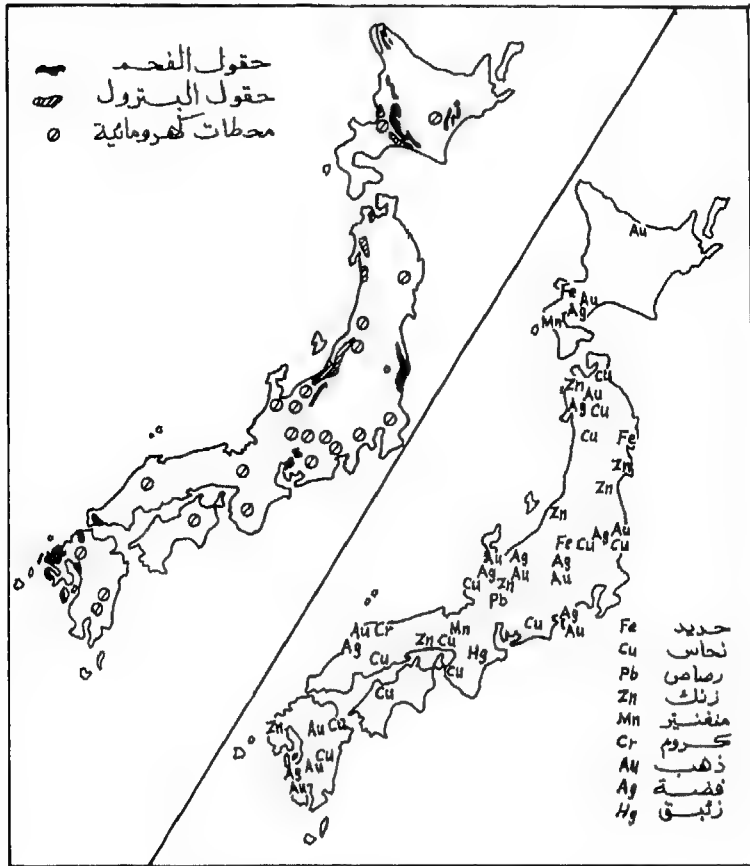 حقول الفحم
حقول البترول
محطات كهرومائية
Au
Fe
Au
Ag
Mn
Cu
Zn
Au
Ag
Cu
Cu
Fe
Zn
Zn
Zn
Au
Ag
Fe
Cu
Cu
Au
Ag
Ag
Ag
Au
Cu
Zn
Au
Pb
Ag
Au
Cu
Au
Cr
Mn
Zn
Cu
Ag
Hg
Cu
Cu
Cu
Zn
Au
Cu
Cu
Au
Ag
Au
Fe حديد
Cu نحاس
Pb رصاص
Zn زنك
Mn منغنيز
Cr كروم
Au ذهب
Ag فضة
Hg زئبق